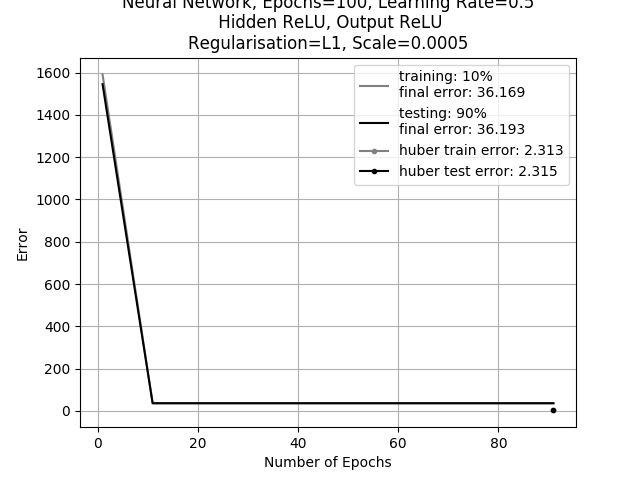 Neural Network, Epochs=100, Learning Rate=0.5
Hidden ReLU, Output ReLU
Regularisation=L1, Scale=0.0005
training: 10%
final error: 36.169
testing: 90%
final error: 36.193
huber train error: 2.313
huber test error: 2.315
Error
1600
1400
1200
1000
800
600
400
200
0
0 20 40 60 80
Number of Epochs